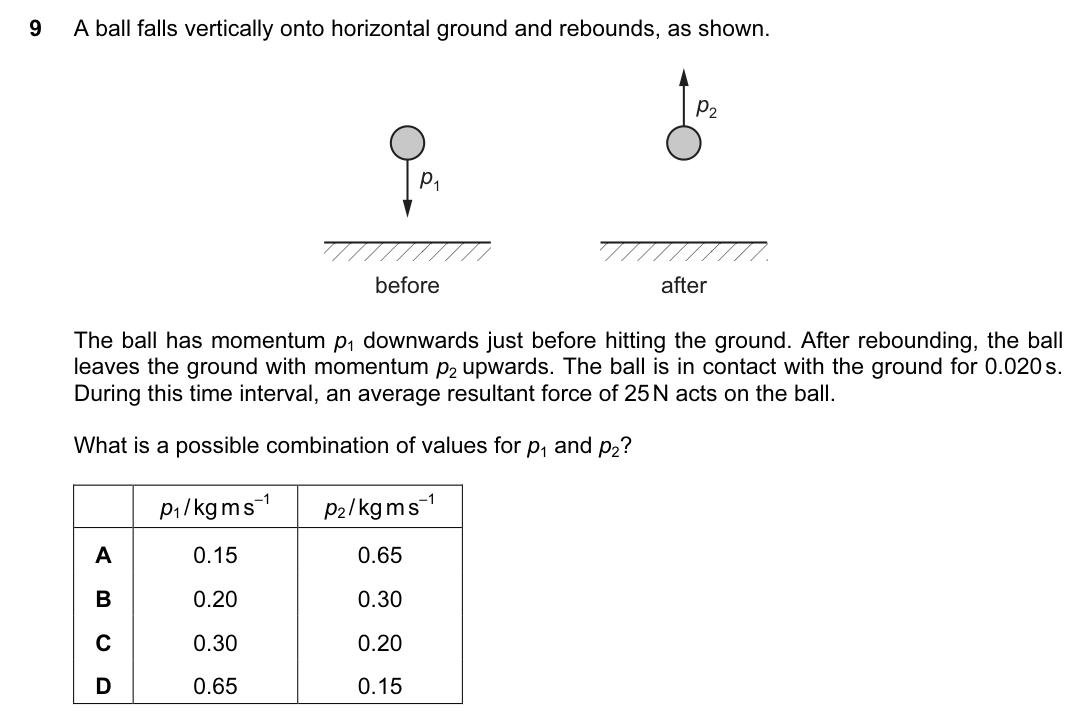 9 A ball falls vertically onto horizontal ground and rebounds, as shown.
p₂
p₁
before after
The ball has momentum p₁ downwards just before hitting the ground. After rebounding, the ball
leaves the ground with momentum p₂ upwards. The ball is in contact with the ground for 0.020 s.
During this time interval, an average resultant force of 25 N acts on the ball.
What is a possible combination of values for p₁ and p₂?
p₁ / kg m s⁻¹ p₂ / kg m s⁻¹
A 0.15 0.65
B 0.20 0.30
C 0.30 0.20
D 0.65 0.15